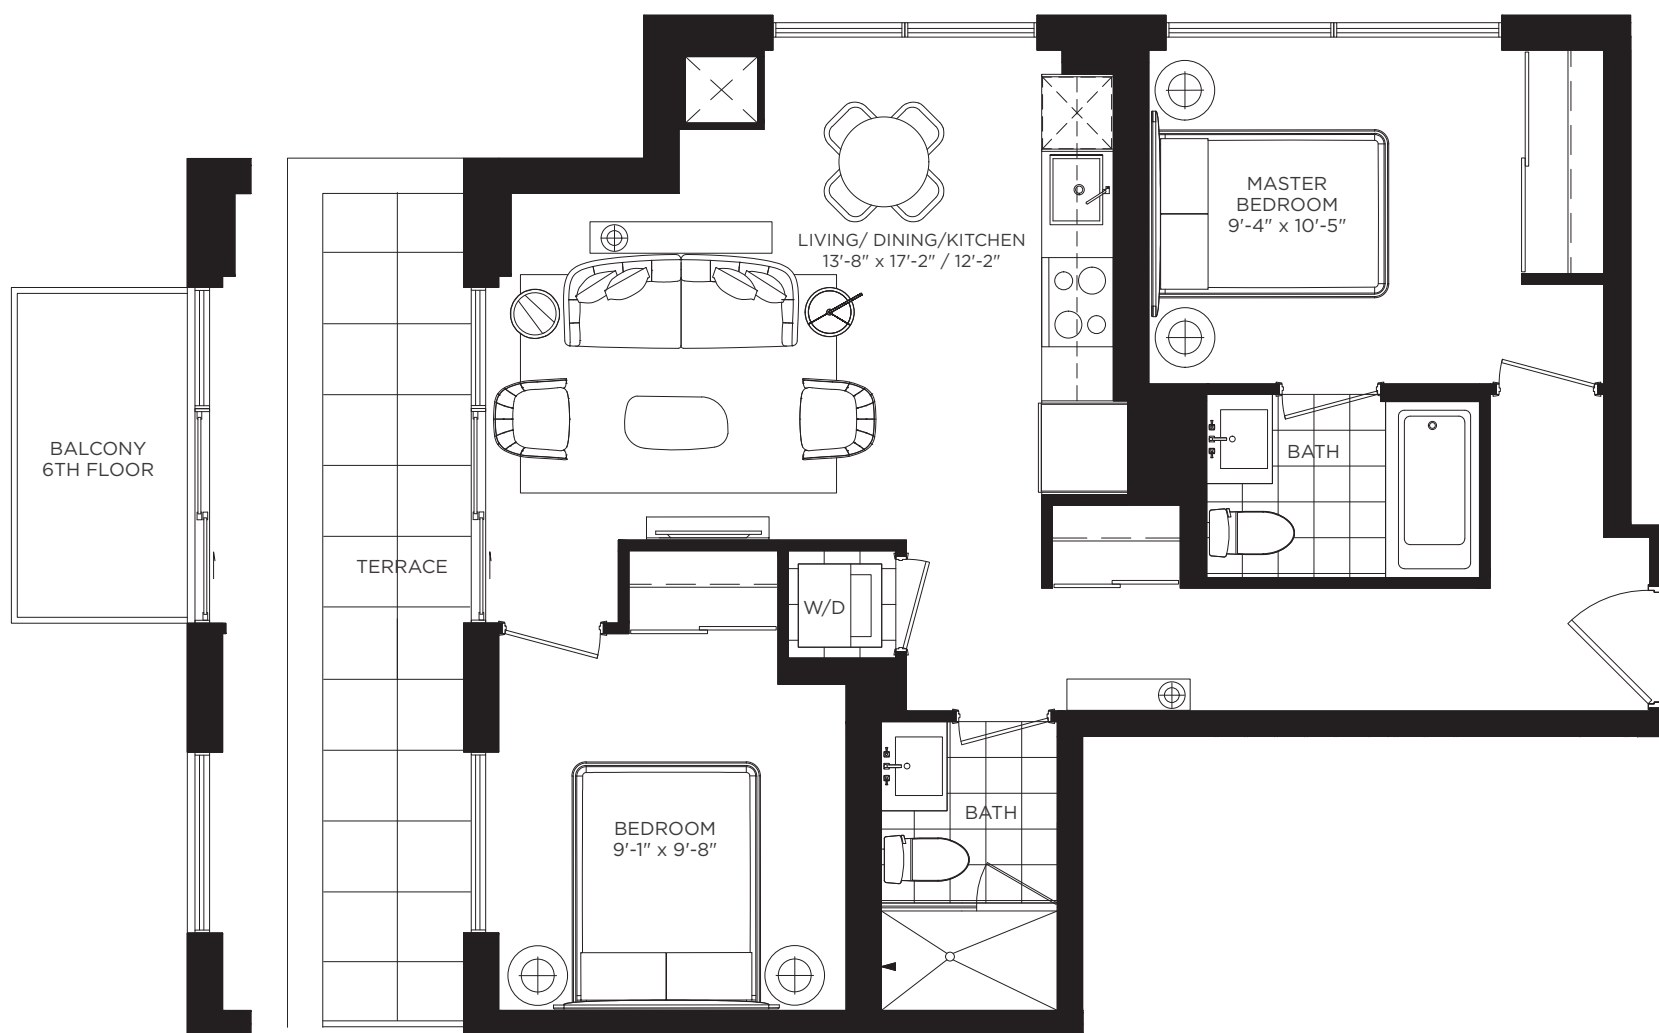 MASTER
BEDROOM
9'-4" x 10'-5"
LIVING/ DINING/KITCHEN
13'-8" x 17'-2" / 12'-2"
BALCONY
6TH FLOOR
BATH
TERRACE
W/D
BATH
BEDROOM
9'-1" x 9'-8"